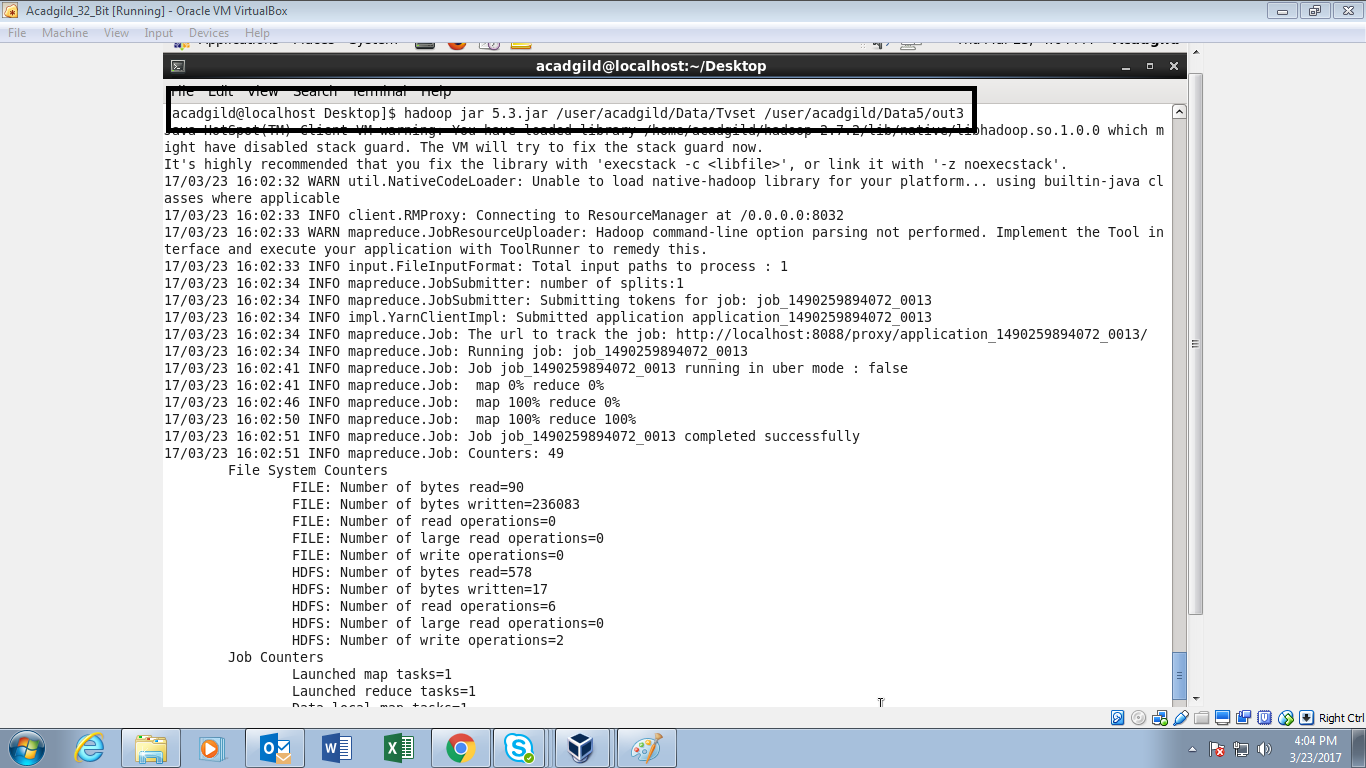 Acadgild_32_Bit [Running] - Oracle VM VirtualBox
File Machine View Input Devices Help
acadgild@localhost:~/Desktop
File Edit View Search Terminal Help
acadgild@localhost Desktop]$ hadoop jar 5.3.jar /user/acadgild/Data/Tvset /user/acadgild/Data5/out3
Java HotSpot(TM) Client VM warning: You have loaded library /home/acadgild/hadoop-2.7.2/lib/native/libhadoop.so.1.0.0 which m
ight have disabled stack guard. The VM will try to fix the stack guard now.
It's highly recommended that you fix the library with 'execstack -c <libfile>', or link it with '-z noexecstack'.
17/03/23 16:02:32 WARN util.NativeCodeLoader: Unable to load native-hadoop library for your platform... using builtin-java cl
asses where applicable
17/03/23 16:02:33 INFO client.RMProxy: Connecting to ResourceManager at /0.0.0.0:8032
17/03/23 16:02:33 WARN mapreduce.JobResourceUploader: Hadoop command-line option parsing not performed. Implement the Tool in
terface and execute your application with ToolRunner to remedy this.
17/03/23 16:02:33 INFO input.FileInputFormat: Total input paths to process : 1
17/03/23 16:02:34 INFO mapreduce.JobSubmitter: number of splits:1
17/03/23 16:02:34 INFO mapreduce.JobSubmitter: Submitting tokens for job: job_1490259894072_0013
17/03/23 16:02:34 INFO impl.YarnClientImpl: Submitted application application_1490259894072_0013
17/03/23 16:02:34 INFO mapreduce.Job: The url to track the job: http://localhost:8088/proxy/application_1490259894072_0013/
17/03/23 16:02:34 INFO mapreduce.Job: Running job: job_1490259894072_0013
17/03/23 16:02:41 INFO mapreduce.Job: Job job_1490259894072_0013 running in uber mode : false
17/03/23 16:02:41 INFO mapreduce.Job:  map 0% reduce 0%
17/03/23 16:02:46 INFO mapreduce.Job:  map 100% reduce 0%
17/03/23 16:02:50 INFO mapreduce.Job:  map 100% reduce 100%
17/03/23 16:02:51 INFO mapreduce.Job: Job job_1490259894072_0013 completed successfully
17/03/23 16:02:51 INFO mapreduce.Job: Counters: 49
File System Counters
FILE: Number of bytes read=90
FILE: Number of bytes written=236083
FILE: Number of read operations=0
FILE: Number of large read operations=0
FILE: Number of write operations=0
HDFS: Number of bytes read=578
HDFS: Number of bytes written=17
HDFS: Number of read operations=6
HDFS: Number of large read operations=0
HDFS: Number of write operations=2
Job Counters
Launched map tasks=1
Launched reduce tasks=1
Data-local map tasks=1
Right Ctrl
4:04 PM
3/23/2017